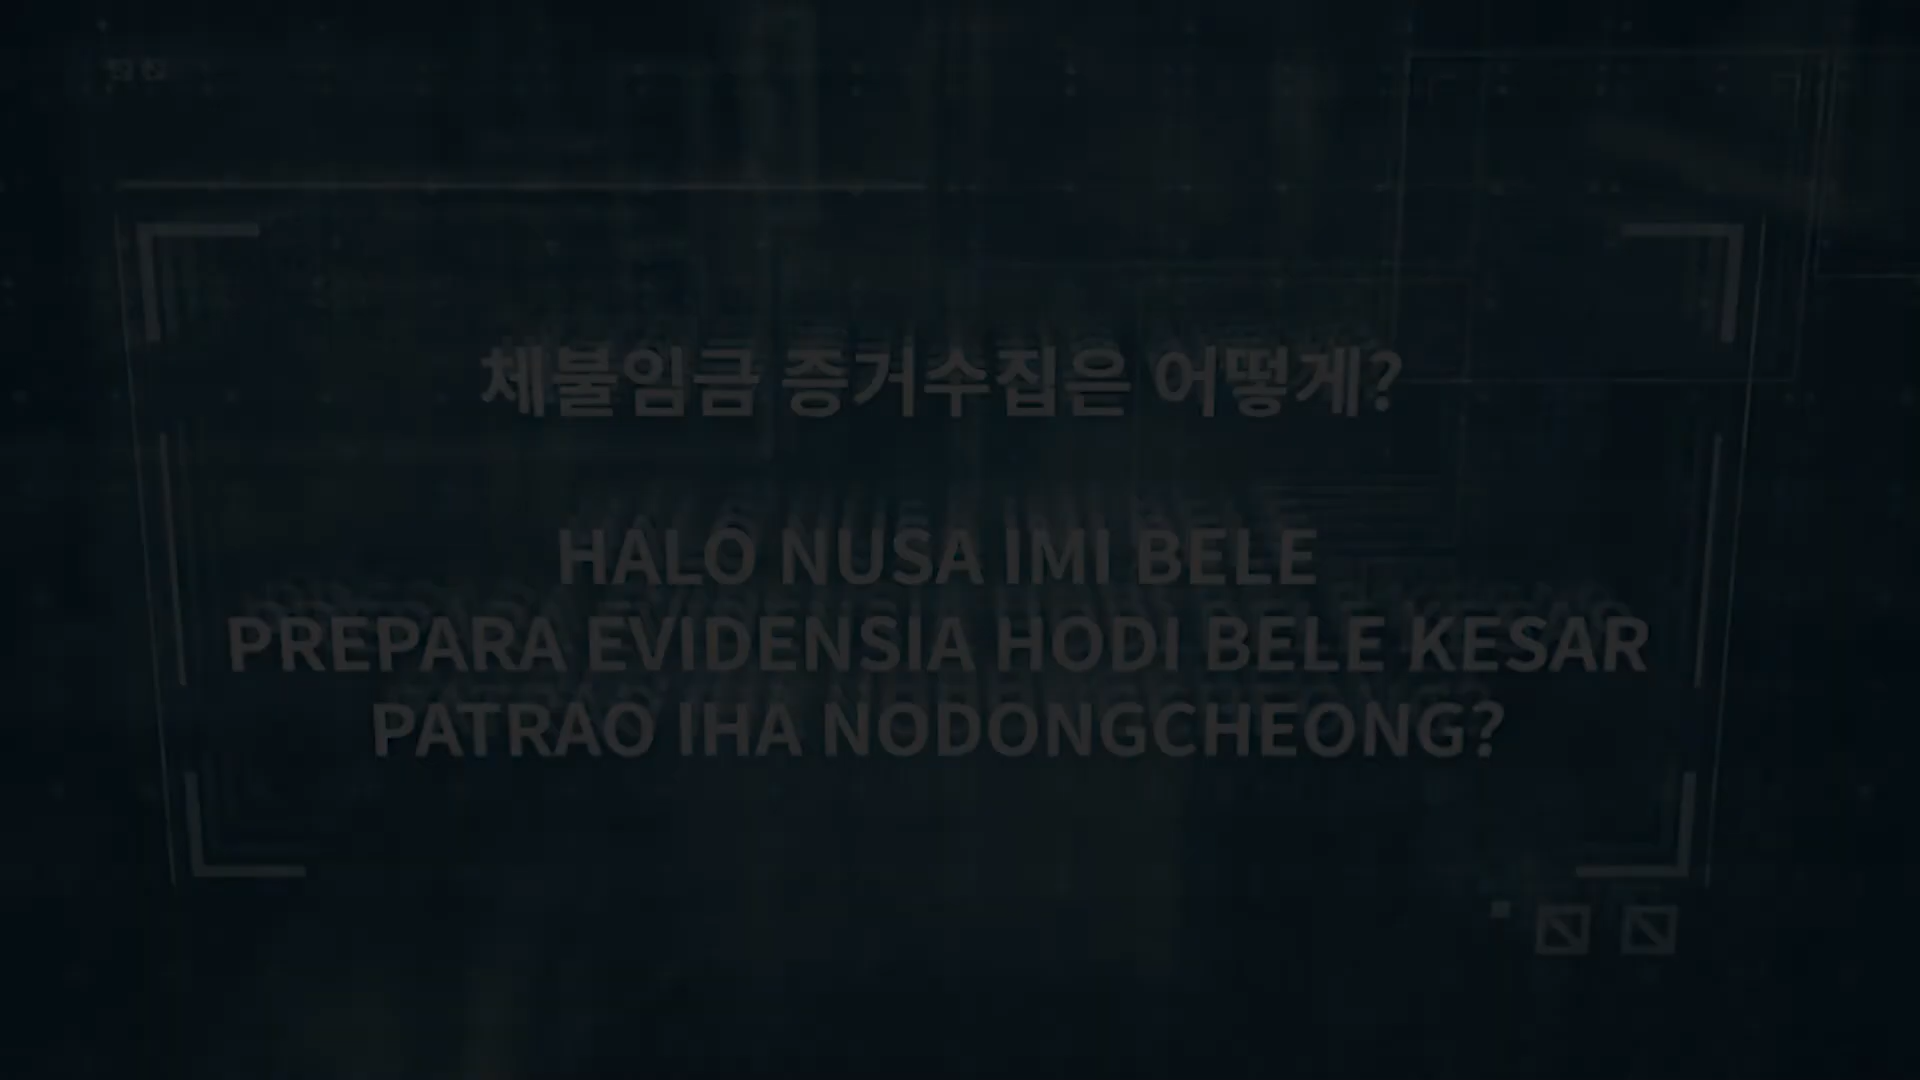 체불임금 증거수집은 어떻게?
HALO NUSA IMI BELE
PREPARA EVIDENSIA HODI BELE KESAR
PATRAO IHA NODONGCHEONG?